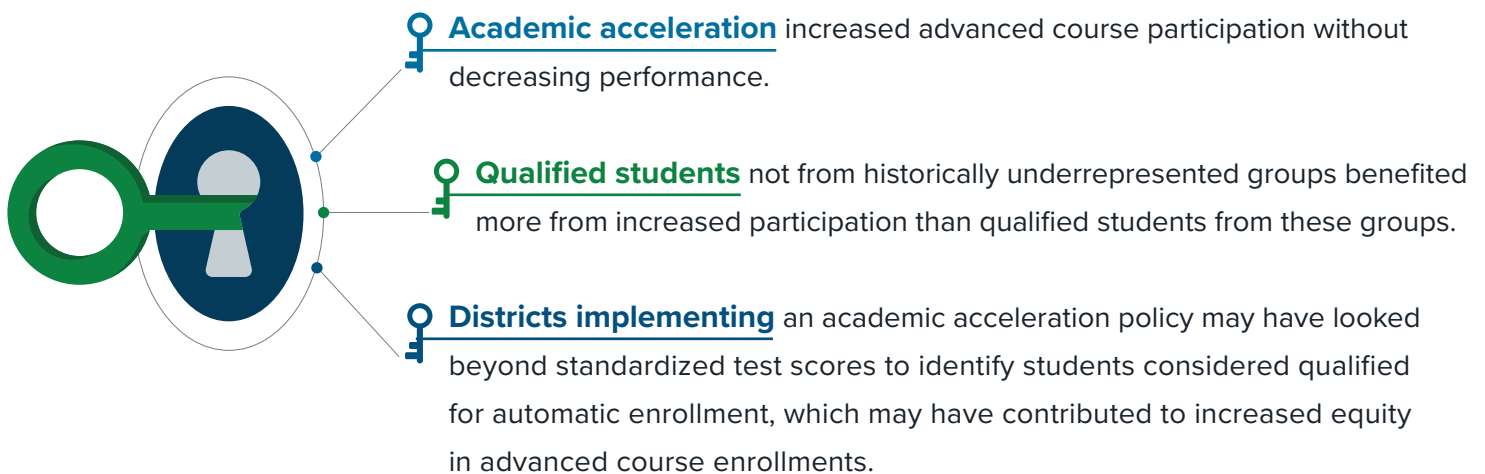 Academic acceleration increased advanced course participation without
decreasing performance.
Qualified students not from historically underrepresented groups benefited
more from increased participation than qualified students from these groups.
Districts implementing an academic acceleration policy may have looked
beyond standardized test scores to identify students considered qualified
for automatic enrollment, which may have contributed to increased equity
in advanced course enrollments.